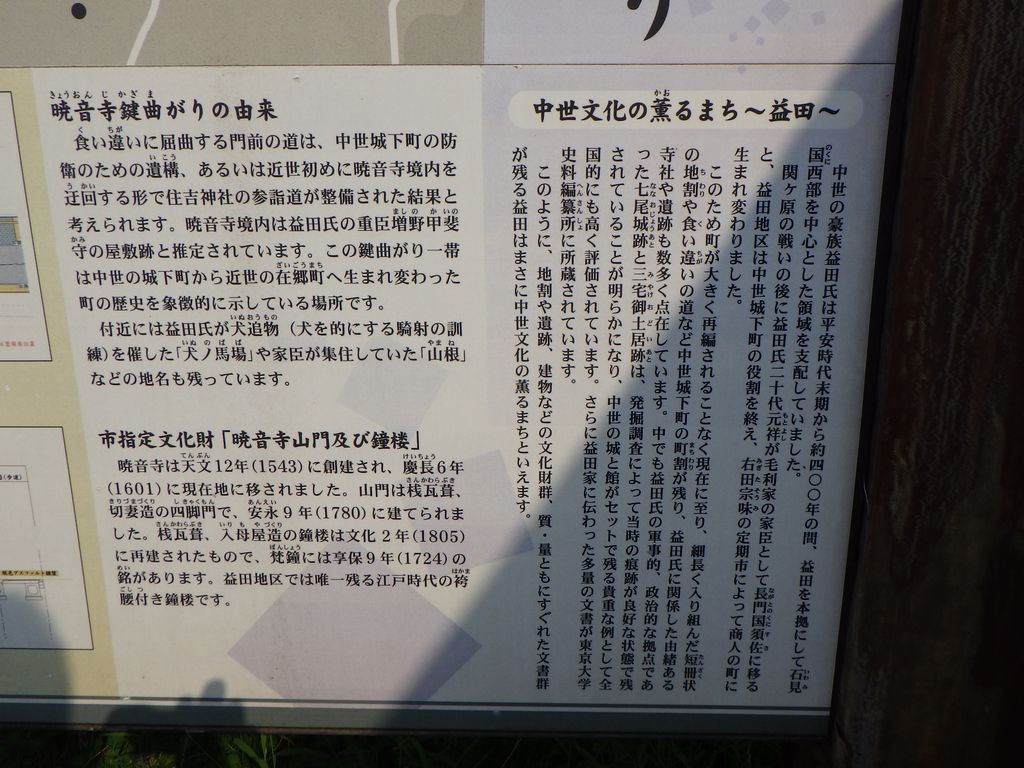 り
暁音寺鍵曲がりの由来
食い違いに屈曲する門前の道は、中世城下町の防
衛のための遺構、あるいは近世初めに暁音寺境内を
迂回する形で住吉神社の参詣道が整備された結果と
考えられます。暁音寺境内は益田氏の重臣増野甲斐
守の屋敷跡と推定されています。この鍵曲がり一帯
は中世の城下町から近世の在郷町へ生まれ変わった
町の歴史を象徴的に示している場所です。
付近には益田氏が犬追物（犬を的にする騎射の訓
練）を催した「犬ノ馬場」や家臣が集住していた「山根」
などの地名も残っています。
市指定文化財「暁音寺山門及び鐘楼」
暁音寺は天文12年(1543)に創建され、慶長6年
(1601)に現在地に移されました。山門は桟瓦葺、
切妻造の四脚門で、安永9年(1780)に建てられま
した。桟瓦葺、入母屋造の鐘楼は文化2年(1805)
に再建されたもので、梵鐘には享保9年(1724)の
銘があります。益田地区では唯一残る江戸時代の袴
腰付き鐘楼です。
中世文化の薫るまち～益田～
中世の豪族益田氏は平安時代末期から約四〇〇年の間、益田を本拠にして石見
国西部を中心とした領域を支配していました。
関ヶ原の戦いの後に益田氏二十代元祥が毛利家の家臣として長門国須佐に移る
と、益田地区は中世城下町の役割を終え、右田宗味の定期市によって商人の町に
生まれ変わりました。
このため町が大きく再編されることなく現在に至り、細長く入り組んだ短冊状
の地割や食い違いの道など中世城下町の町割が残り、益田氏に関係した由緒ある
寺社や遺跡も数多く点在しています。中でも益田氏の軍事的、政治的な拠点であ
った七尾城跡と三宅御土居跡は、発掘調査によって当時の痕跡が良好な状態で残
されていることが明らかになり、中世の城と館がセットで残る貴重な例として全
国的にも高く評価されています。さらに益田家に伝わった多量の文書が東京大学
史料編纂所に所蔵されています。
このように、地割や遺跡、建物などの文化財群、質・量ともにすぐれた文書群
が残る益田はまさに中世文化の薫るまちといえます。